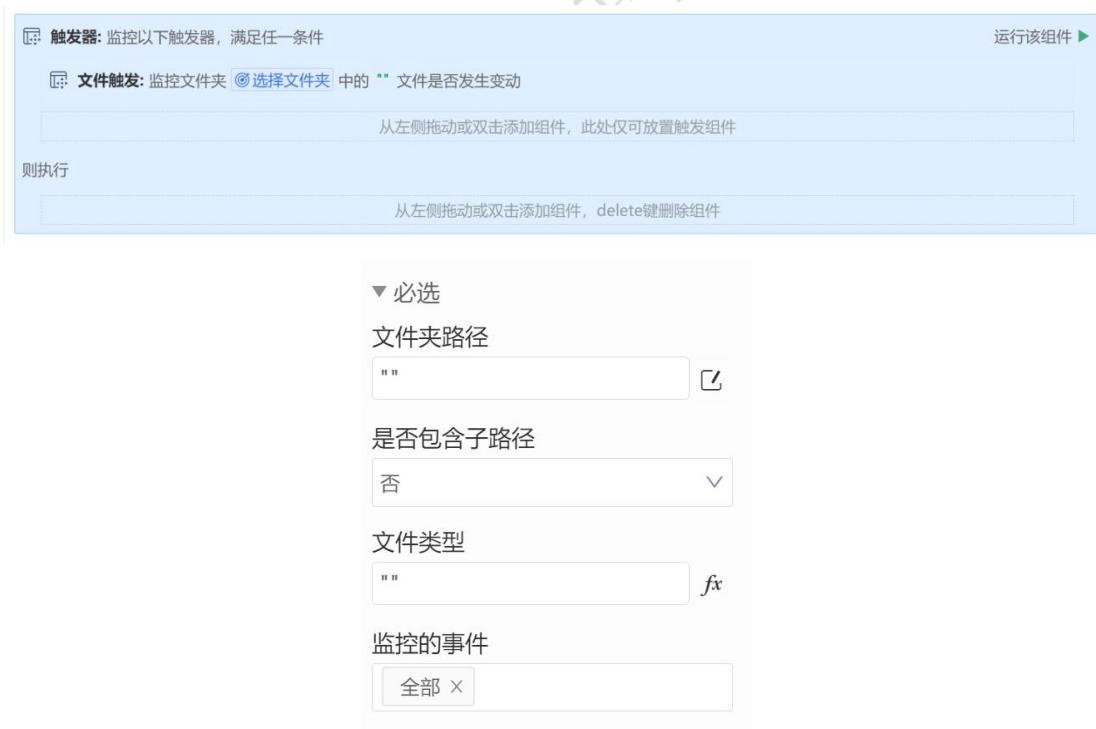 触发器: 监控以下触发器，满足任一条件 运行该组件
文件触发: 监控文件夹 选择文件夹 中的 "" 文件是否发生变动
从左侧拖动或双击添加组件，此处仅可放置触发组件
则执行
从左侧拖动或双击添加组件，delete键删除组件
必选
文件夹路径
""
是否包含子路径
否
文件类型
"" fx
监控的事件
全部 ×